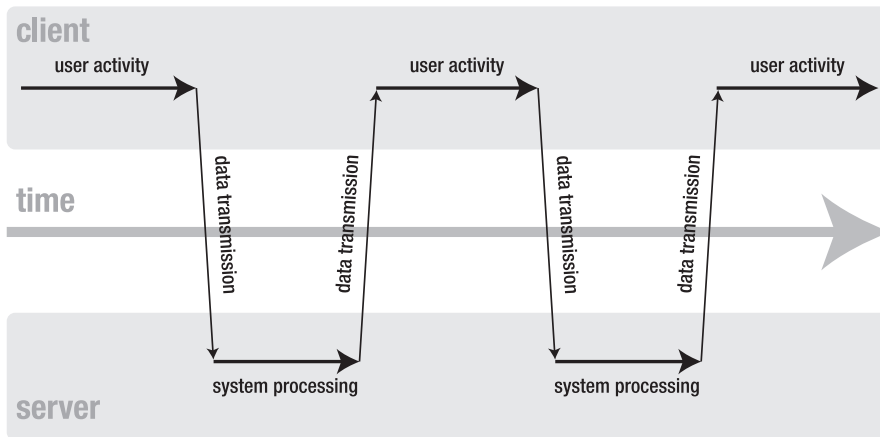 client
user activity
user activity
user activity
data transmission
data transmission
data transmission
data transmission
time
system processing
system processing
server